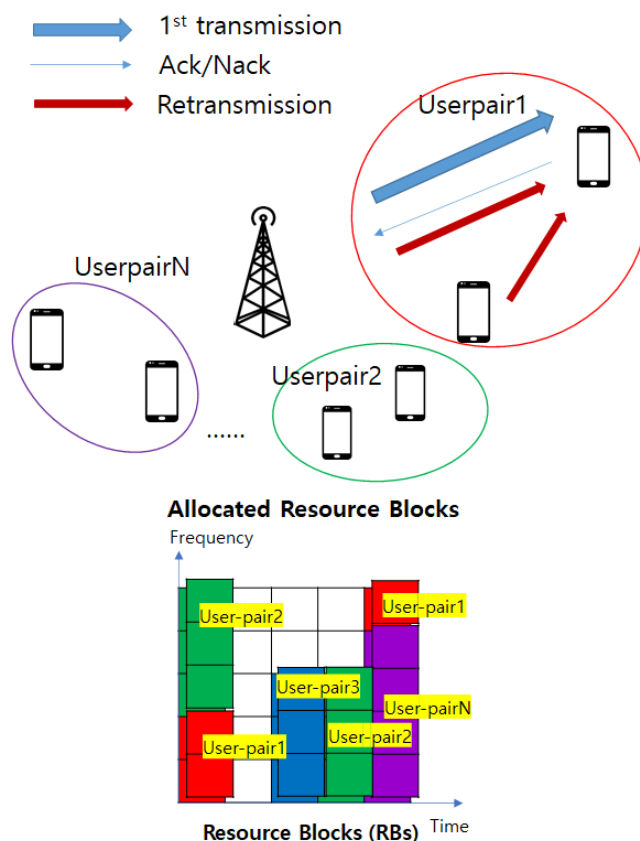 1st transmission
Ack/Nack
Retransmission
Userpair1
UserpairN
Userpair2
......
Allocated Resource Blocks
Frequency
User-pair2
User-pair1
User-pair3
User-pairN
User-pair1
User-pair2
Resource Blocks (RBs)
Time